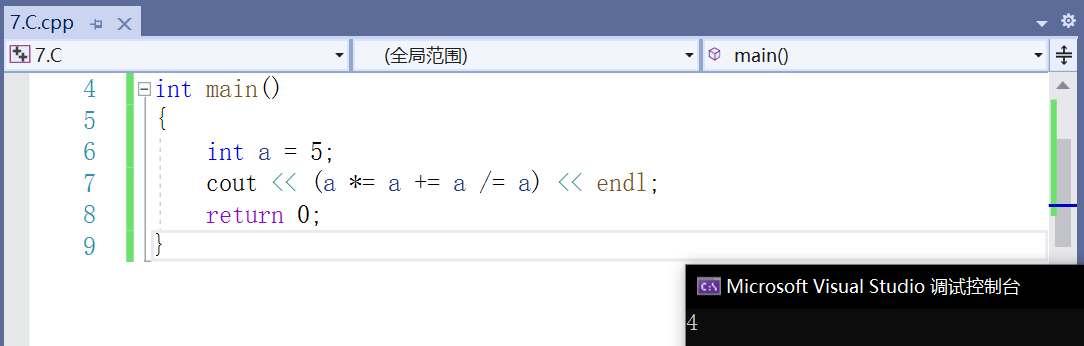 7.C.cpp
7.C (全局范围) main()
4 int main()
5 {
6 int a = 5;
7 cout << (a *= a += a /= a) << endl;
8 return 0;
9 }
Microsoft Visual Studio 调试控制台
4